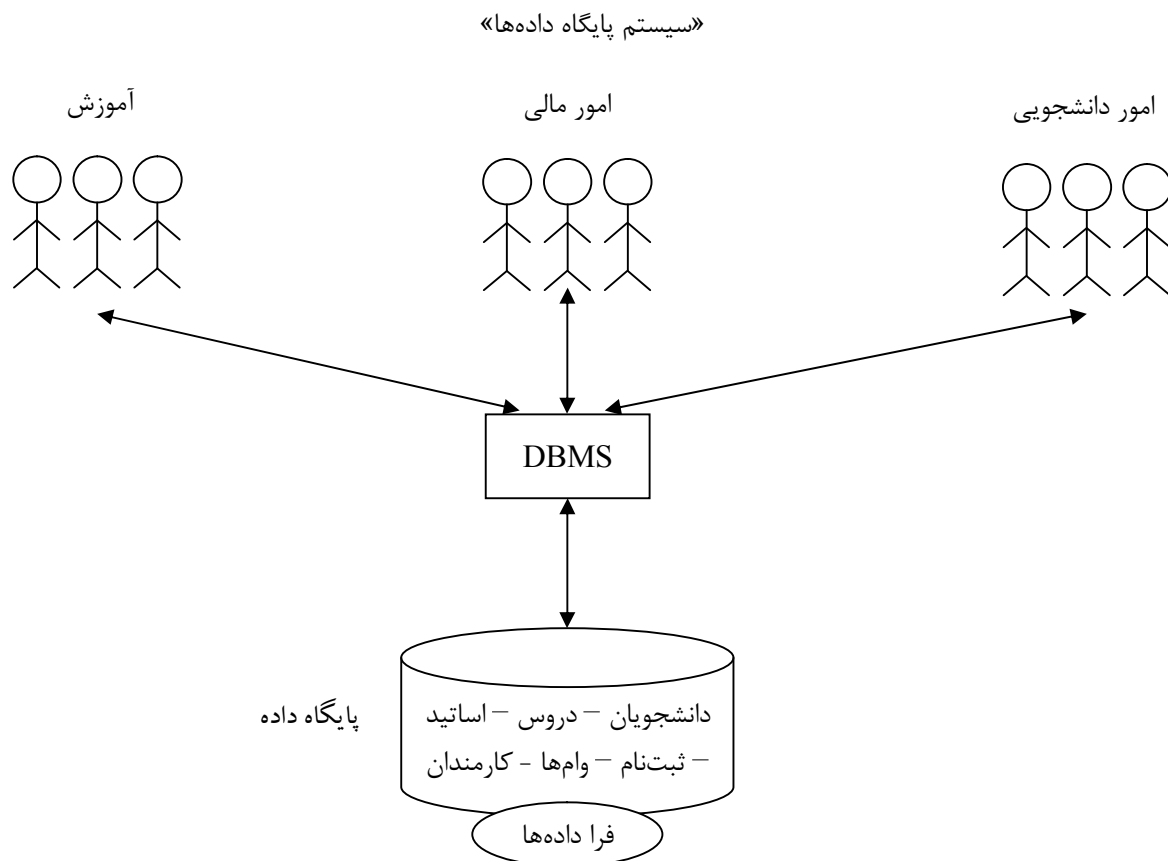 «سیستم پایگاه داده‌ها»
امور دانشجویی
امور مالی
آموزش
DBMS
پایگاه داده
دانشجویان – دروس – اساتید
– ثبت‌نام – وام‌ها - کارمندان
فرا داده‌ها